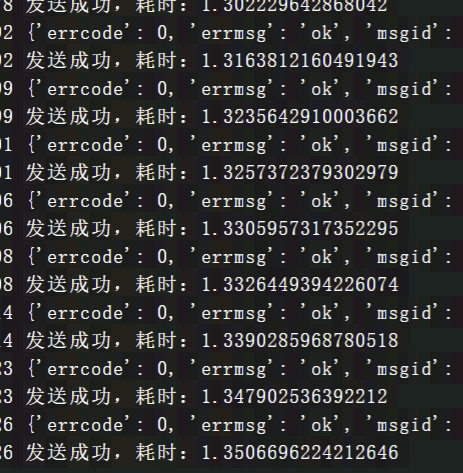 8 发送成功，耗时：1.302229642868042
02 {'errcode': 0, 'errmsg': 'ok', 'msgid':
02 发送成功，耗时：1.3163812160491943
09 {'errcode': 0, 'errmsg': 'ok', 'msgid':
09 发送成功，耗时：1.3235642910003662
01 {'errcode': 0, 'errmsg': 'ok', 'msgid':
01 发送成功，耗时：1.3257372379302979
06 {'errcode': 0, 'errmsg': 'ok', 'msgid':
06 发送成功，耗时：1.3305957317352295
08 {'errcode': 0, 'errmsg': 'ok', 'msgid':
08 发送成功，耗时：1.3326449394226074
14 {'errcode': 0, 'errmsg': 'ok', 'msgid':
14 发送成功，耗时：1.3390285968780518
23 {'errcode': 0, 'errmsg': 'ok', 'msgid':
23 发送成功，耗时：1.347902536392212
26 {'errcode': 0, 'errmsg': 'ok', 'msgid':
26 发送成功，耗时：1.3506696224212646